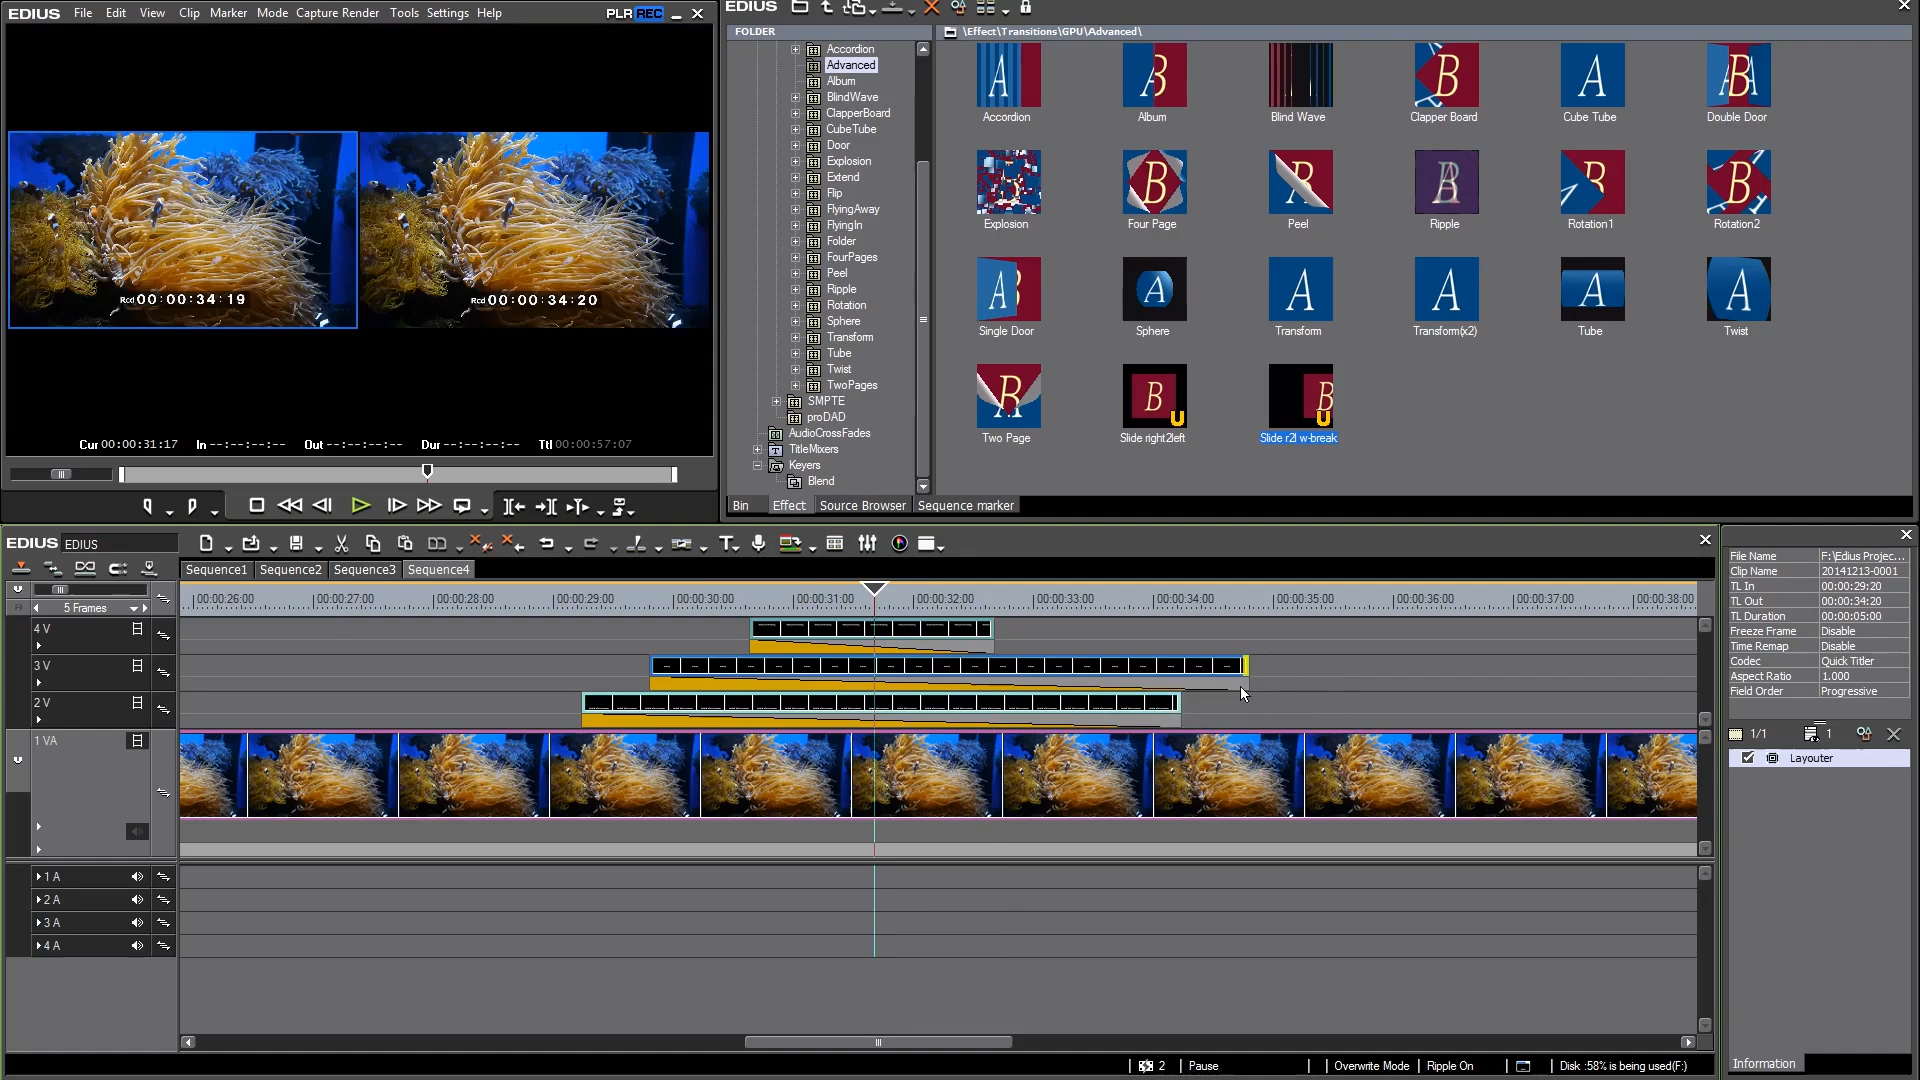 EDIUS File Edit View Clip Marker Mode Capture Render Tools Settings Help PLR REC
Rcd 00:00:34:19
Rcd 00:00:34:20
Cur 00:00:31:17 In --:--:--:-- Out --:--:--:-- Dur --:--:--:-- Ttl 00:00:57:07
EDIUS
FOLDER
\Effect\Transitions\GPU\Advanced\
Accordion
Advanced
Album
BlindWave
ClapperBoard
CubeTube
Door
Explosion
Extend
Flip
FlyingAway
FlyingIn
Folder
FourPages
Peel
Ripple
Rotation
Sphere
Transform
Tube
Twist
TwoPages
SMPTE
proDAD
AudioCrossFades
TitleMixers
Keyers
Blend
Accordion Album Blind Wave Clapper Board Cube Tube Double Door
Explosion Four Page Peel Ripple Rotation1 Rotation2
Single Door Sphere Transform Transform(x2) Tube Twist
Two Page Slide right2left Slide r2l w-break
Bin Effect Source Browser Sequence marker
EDIUS EDIUS
Sequence1 Sequence2 Sequence3 Sequence4
5 Frames
00:00:26:00 00:00:27:00 00:00:28:00 00:00:29:00 00:00:30:00 00:00:31:00 00:00:32:00 00:00:33:00 00:00:34:00 00:00:35:00 00:00:36:00 00:00:37:00 00:00:38:00
4 V
3 V
2 V
1 VA
1 A
2 A
3 A
4 A
File Name F:\Edius Projec...
Clip Name 20141213-0001
TL In 00:00:29:20
TL Out 00:00:34:20
TL Duration 00:00:05:00
Freeze Frame Disable
Time Remap Disable
Codec Quick Titler
Aspect Ratio 1.000
Field Order Progressive
1/1 1
Layouter
Information
2 Pause Overwrite Mode Ripple On Disk :58% is being used(F:)